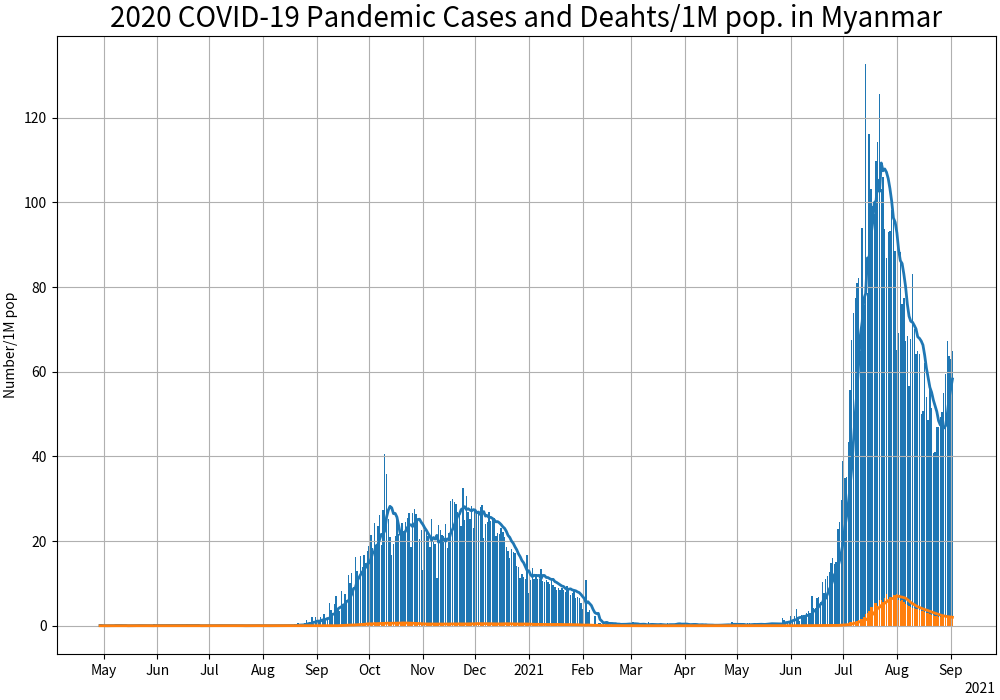 2020 COVID-19 Pandemic Cases and Deahts/1M pop. in Myanmar
Number/1M pop
120
100
80
60
40
20
0
May Jun Jul Aug Sep Oct Nov Dec 2021 Feb Mar Apr May Jun Jul Aug Sep
2021